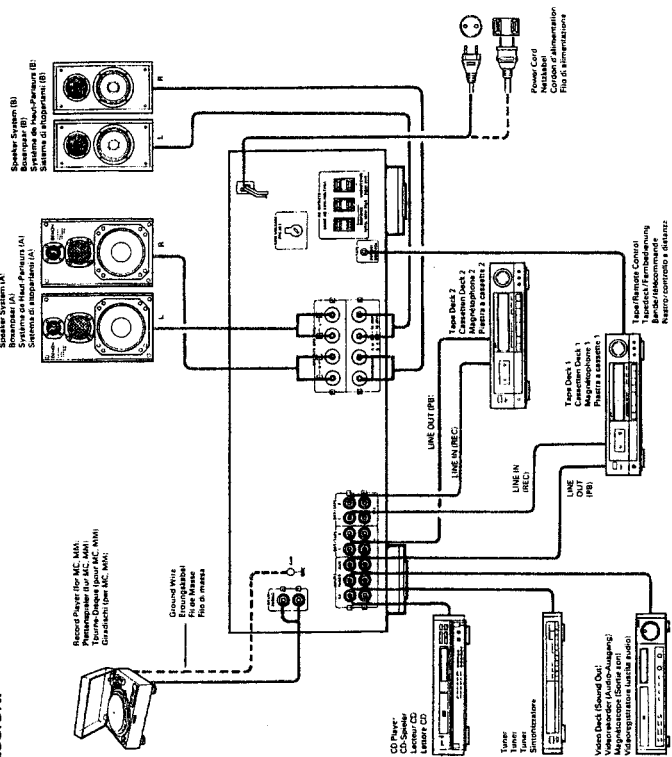 Speaker System (A)
Boxenpaar (A)
Système de Haut-Parleurs (A)
Sistema di altoparlanti (A)
L
R
Speaker System (B)
Boxenpaar (B)
Système de Haut-Parleurs (B)
Sistema di altoparlanti (B)
L
R
Record Player (for MC, MM)
Plattenspieler (für MC, MM)
Tourne-Disque (pour MC, MM)
Giradischi (per MC, MM)
Ground Wire
Erdungskabel
Fil de Masse
Filo di massa
Power Cord
Netzkabel
Cordon d'alimentation
Filo di alimentazione
CD Player
CD-Spieler
Lecteur CD
Lettore CD
Tuner
Tuner
Tuner
Sintonizzatore
Video Deck (Sound Out)
Videorekorder (Audio-Ausgang)
Magnétoscope (Sortie son)
Videoregistratore (uscita audio)
LINE OUT (PB)
LINE IN (REC)
LINE IN
(REC)
LINE
OUT
(PB)
Tape Deck 2
Cassetten Deck 2
Magnétophone 2
Piastra a cassette 2
Tape Deck 1
Cassetten Deck 1
Magnétophone 1
Piastra a cassette 1
Tape/Remote Control
Tapedeck/Fernbedienung
Bande/télécommande
Nastro/controllo a distanza